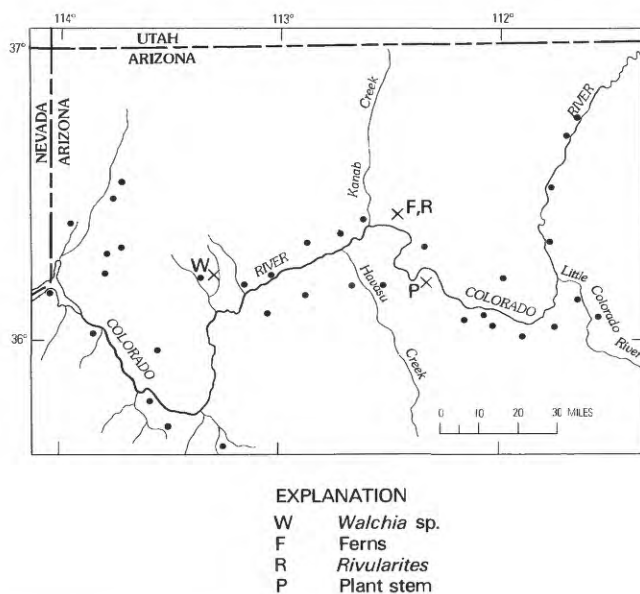 114° 113° 112°
37°
UTAH
ARIZONA
NEVADA
ARIZONA
Creek
Kanab
RIVER
F,R
W
RIVER
Havasu
P
COLORADO
Little
Colorado
River
36°
COLORADO
Creek
0 10 20 30 MILES
EXPLANATION
W Walchia sp.
F Ferns
R Rivularites
P Plant stem